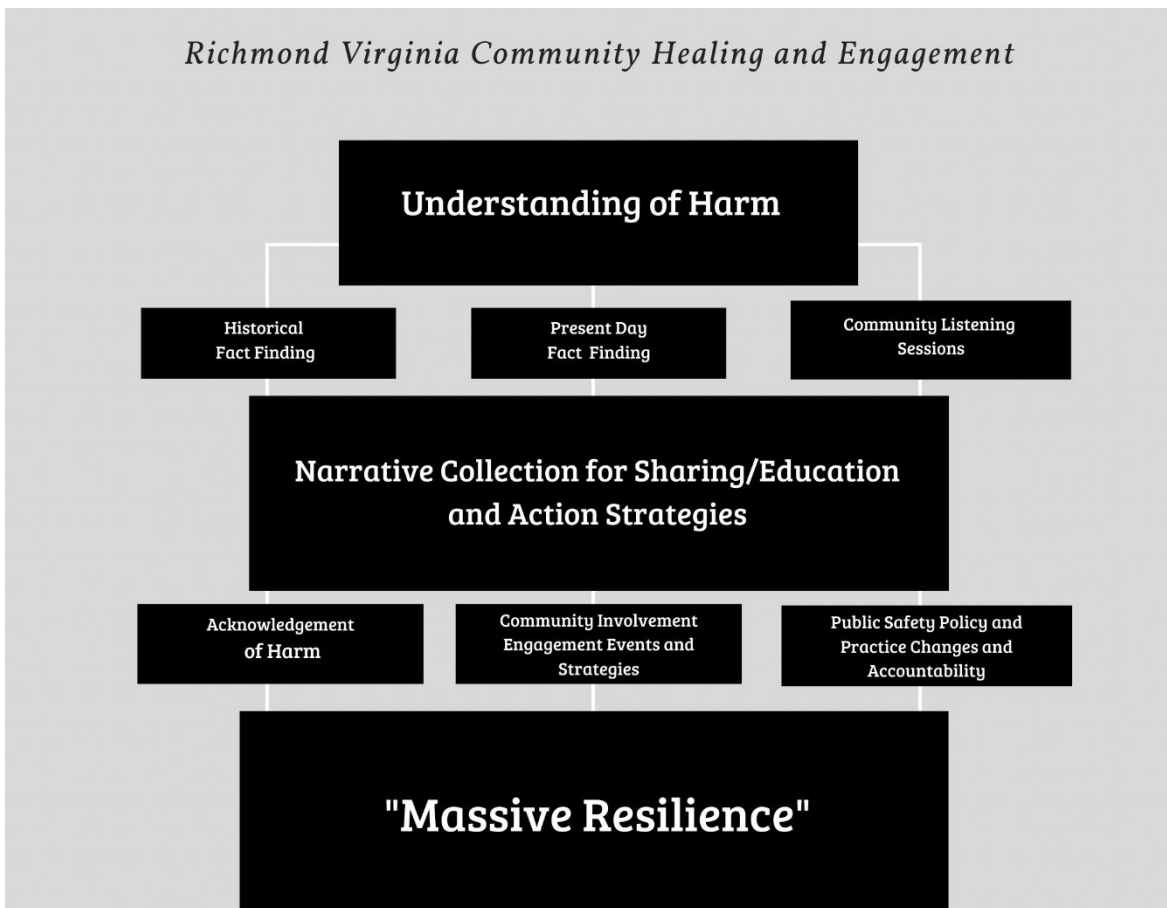 Richmond Virginia Community Healing and Engagement
Understanding of Harm
Historical
Fact Finding
Present Day
Fact Finding
Community Listening
Sessions
Narrative Collection for Sharing/Education
and Action Strategies
Acknowledgement
of Harm
Community Involvement
Engagement Events and
Strategies
Public Safety Policy and
Practice Changes and
Accountability
"Massive Resilience"